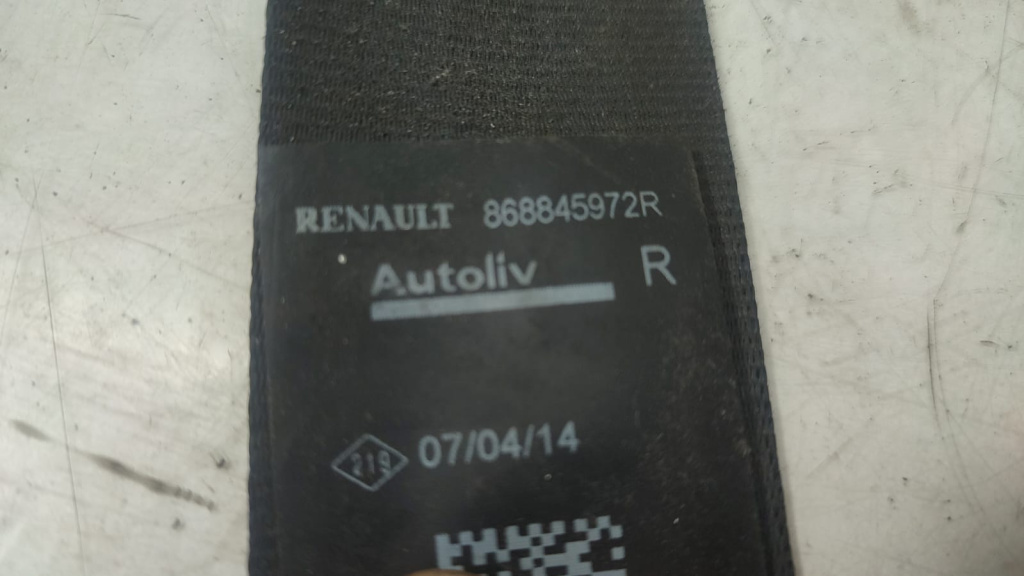 RENAULT 868845972R
Autoliv R
219 07/04/14